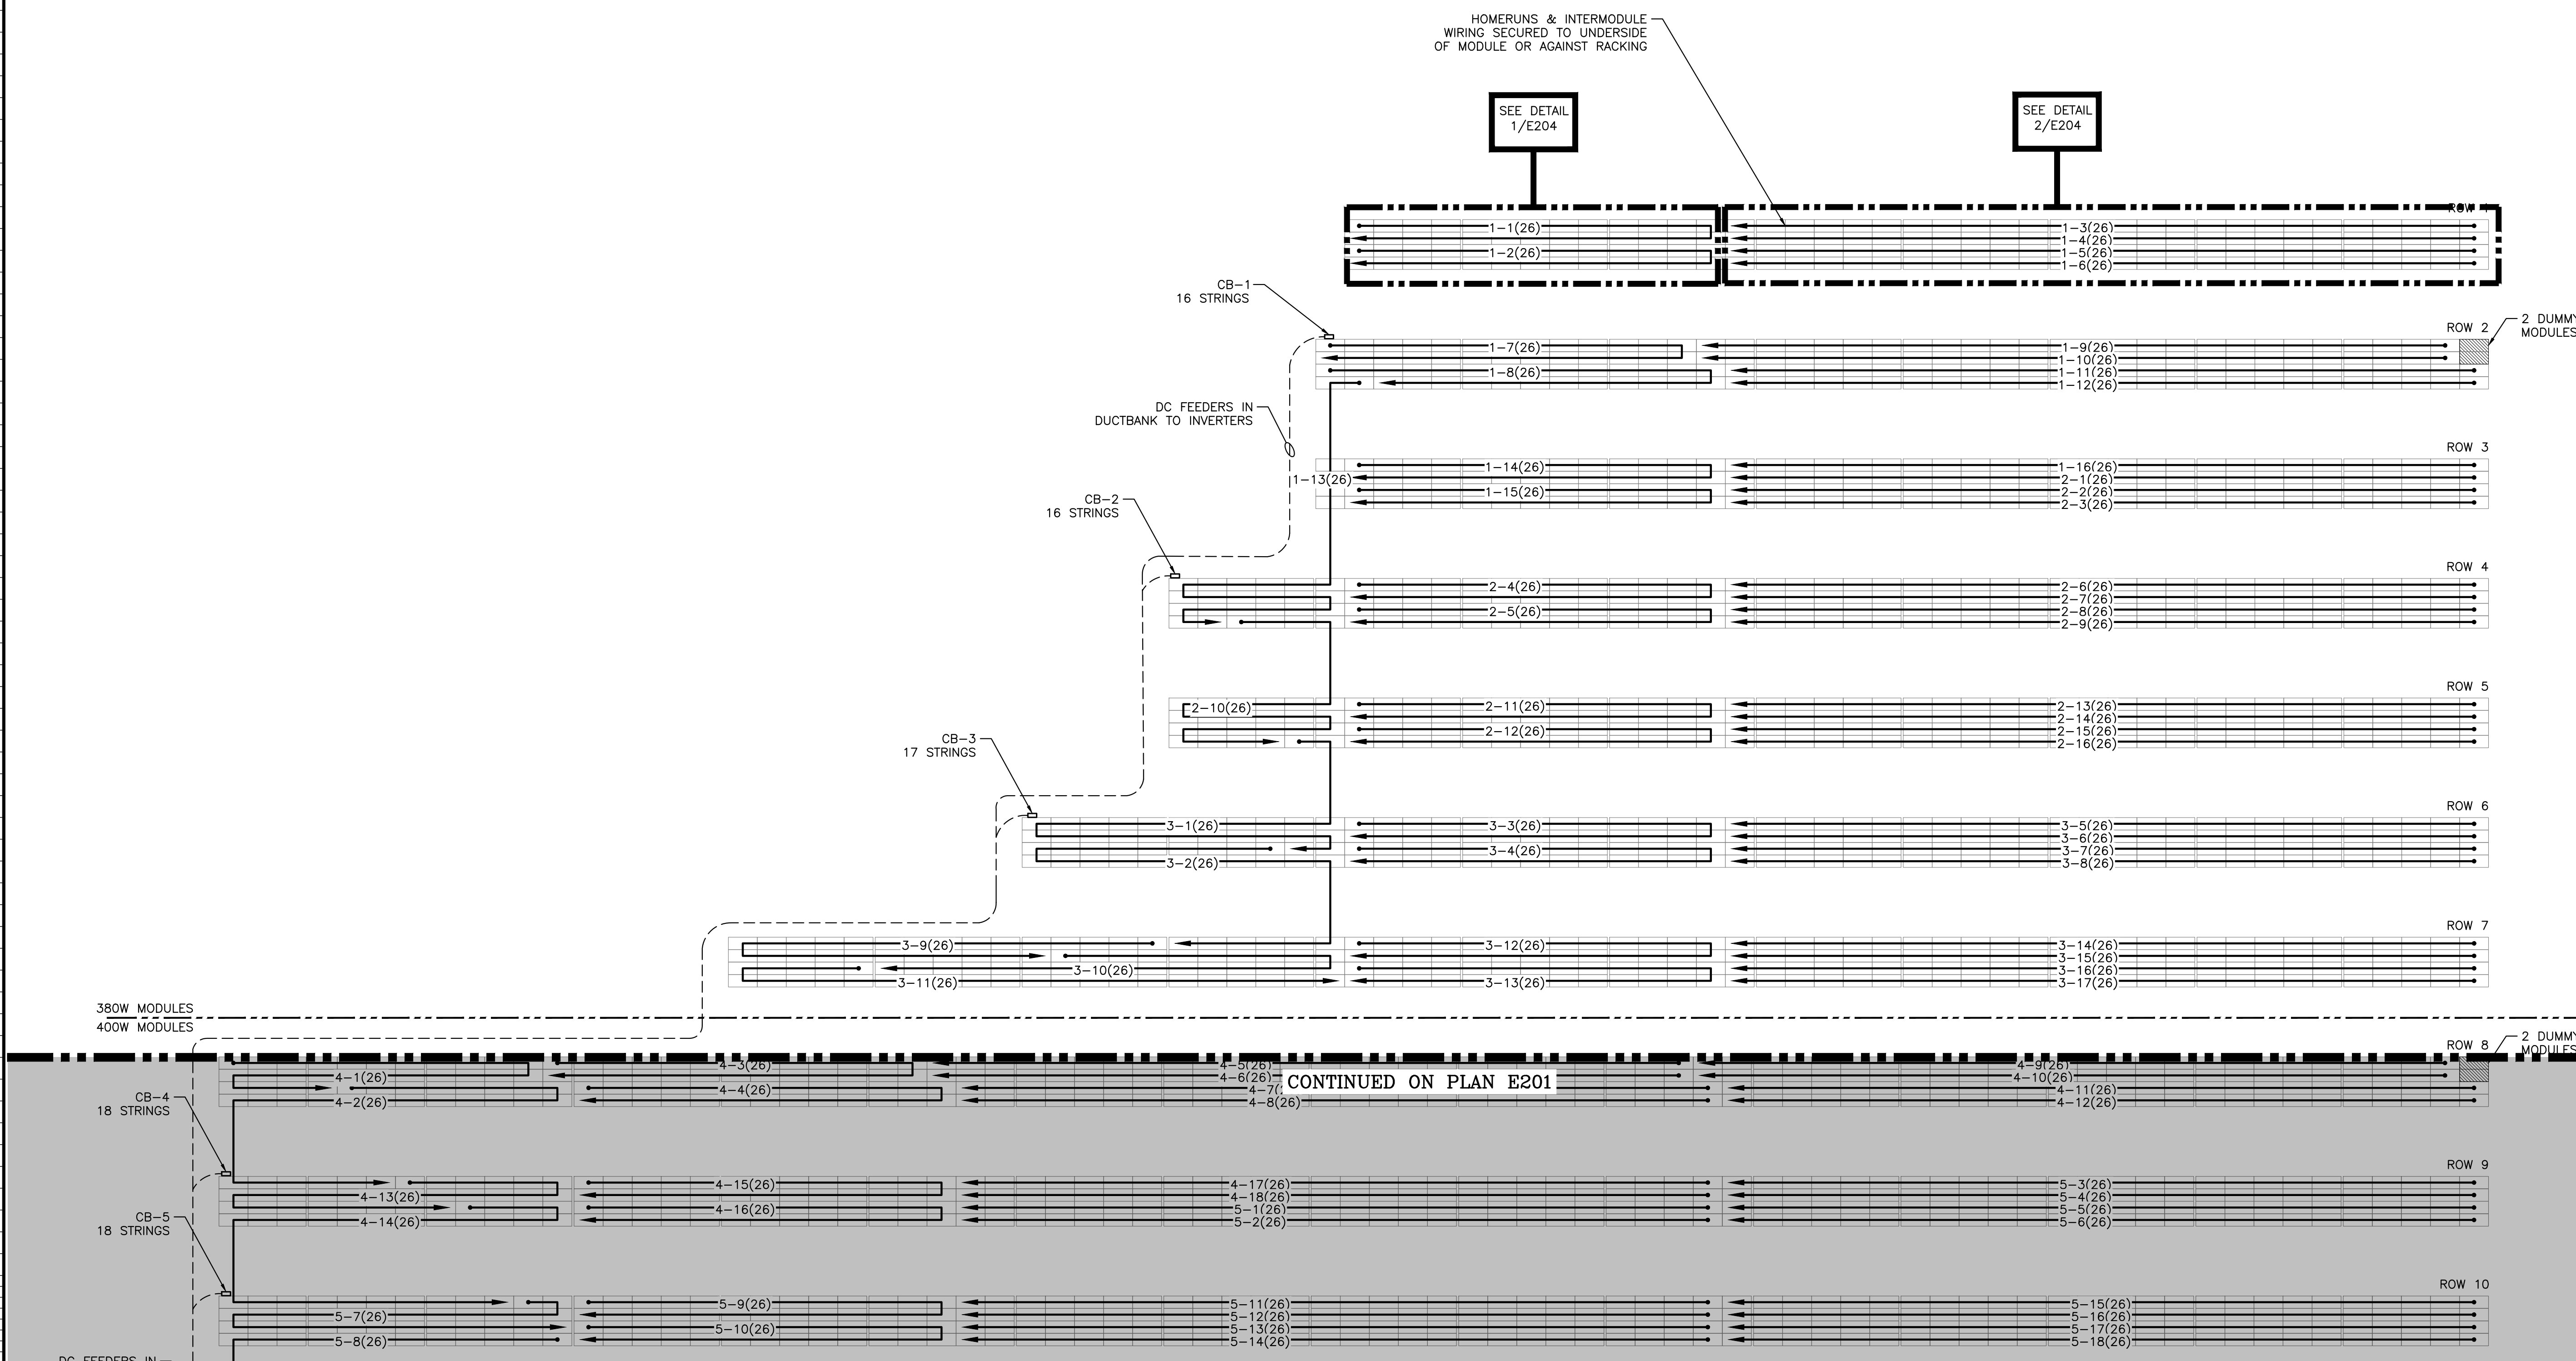 HOMERUNS & INTERMODULE
WIRING SECURED TO UNDERSIDE
OF MODULE OR AGAINST RACKING
SEE DETAIL
1/E204
SEE DETAIL
2/E204
ROW 1
1-1(26)
1-2(26)
1-3(26)
1-4(26)
1-5(26)
1-6(26)
CB-1
16 STRINGS
ROW 2
2 DUMMY
MODULES
1-7(26)
1-8(26)
1-9(26)
1-10(26)
1-11(26)
1-12(26)
DC FEEDERS IN
DUCTBANK TO INVERTERS
ROW 3
1-13(26)
1-14(26)
1-15(26)
1-16(26)
2-1(26)
2-2(26)
2-3(26)
CB-2
16 STRINGS
ROW 4
2-4(26)
2-5(26)
2-6(26)
2-7(26)
2-8(26)
2-9(26)
ROW 5
2-10(26)
2-11(26)
2-12(26)
2-13(26)
2-14(26)
2-15(26)
2-16(26)
CB-3
17 STRINGS
ROW 6
3-1(26)
3-2(26)
3-3(26)
3-4(26)
3-5(26)
3-6(26)
3-7(26)
3-8(26)
ROW 7
3-9(26)
3-10(26)
3-11(26)
3-12(26)
3-13(26)
3-14(26)
3-15(26)
3-16(26)
3-17(26)
380W MODULES
400W MODULES
ROW 8
2 DUMMY
MODULES
4-1(26)
4-2(26)
4-3(26)
4-4(26)
4-5(26)
4-6(26)
4-7(2
4-8(26)
CONTINUED ON PLAN E201
4-9(26)
4-10(26)
4-11(26)
4-12(26)
CB-4
18 STRINGS
ROW 9
4-13(26)
4-14(26)
4-15(26)
4-16(26)
4-17(26)
4-18(26)
5-1(26)
5-2(26)
5-3(26)
5-4(26)
5-5(26)
5-6(26)
CB-5
18 STRINGS
ROW 10
5-7(26)
5-8(26)
5-9(26)
5-10(26)
5-11(26)
5-12(26)
5-13(26)
5-14(26)
5-15(26)
5-16(26)
5-17(26)
5-18(26)
DC FEEDERS IN